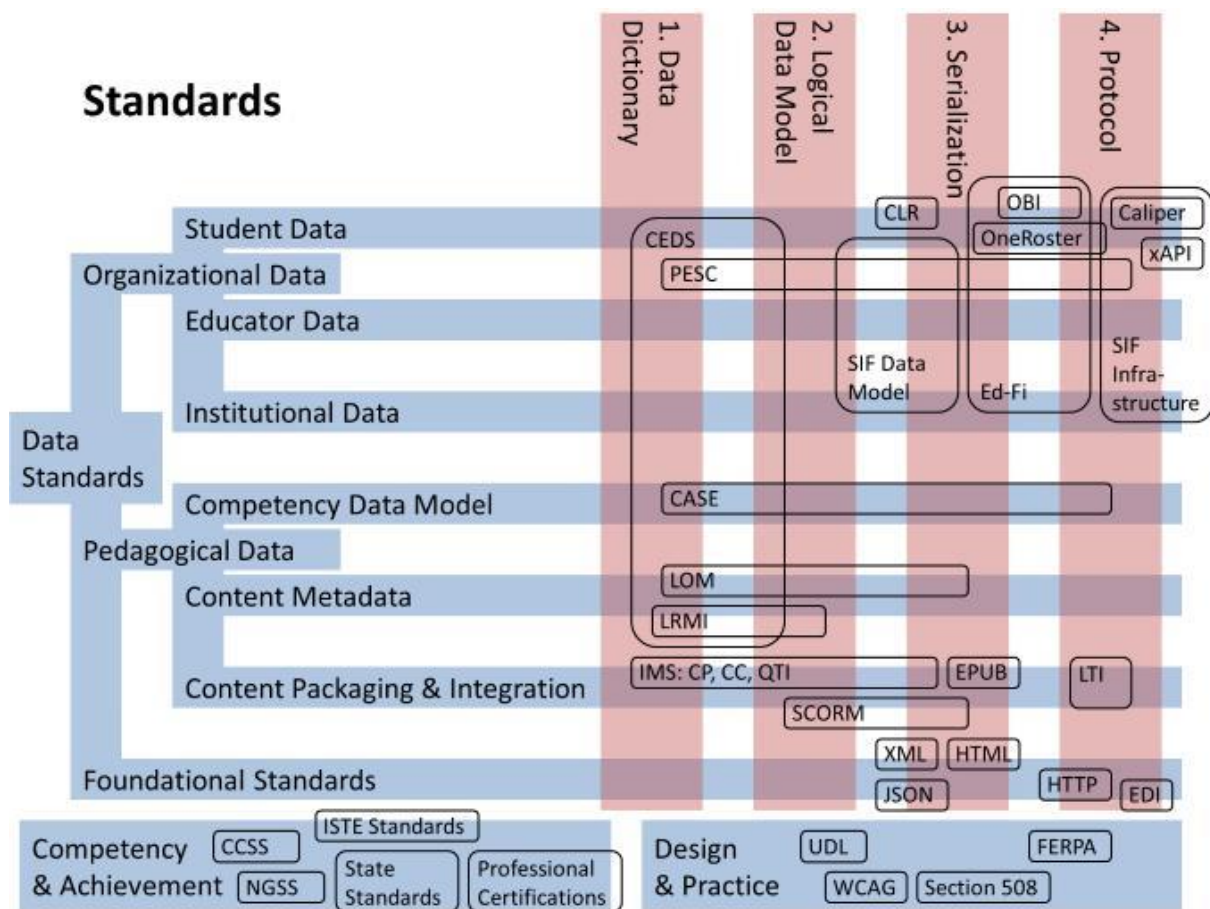 Standards
1. Data
Dictionary
2. Logical
Data Model
3. Serialization
4. Protocol
Student Data
CLR
OBI
Caliper
CEDS
OneRoster
xAPI
Organizational Data
PESC
Educator Data
SIF Data
Model
Ed-Fi
SIF
Infra-
structure
Institutional Data
Data
Standards
Competency Data Model
CASE
Pedagogical Data
Content Metadata
LOM
LRMI
Content Packaging & Integration
IMS: CP, CC, QTI
EPUB
LTI
SCORM
XML
HTML
Foundational Standards
JSON
HTTP
EDI
Competency
& Achievement
CCSS
ISTE Standards
NGSS
State
Standards
Professional
Certifications
Design
& Practice
UDL
FERPA
WCAG
Section 508